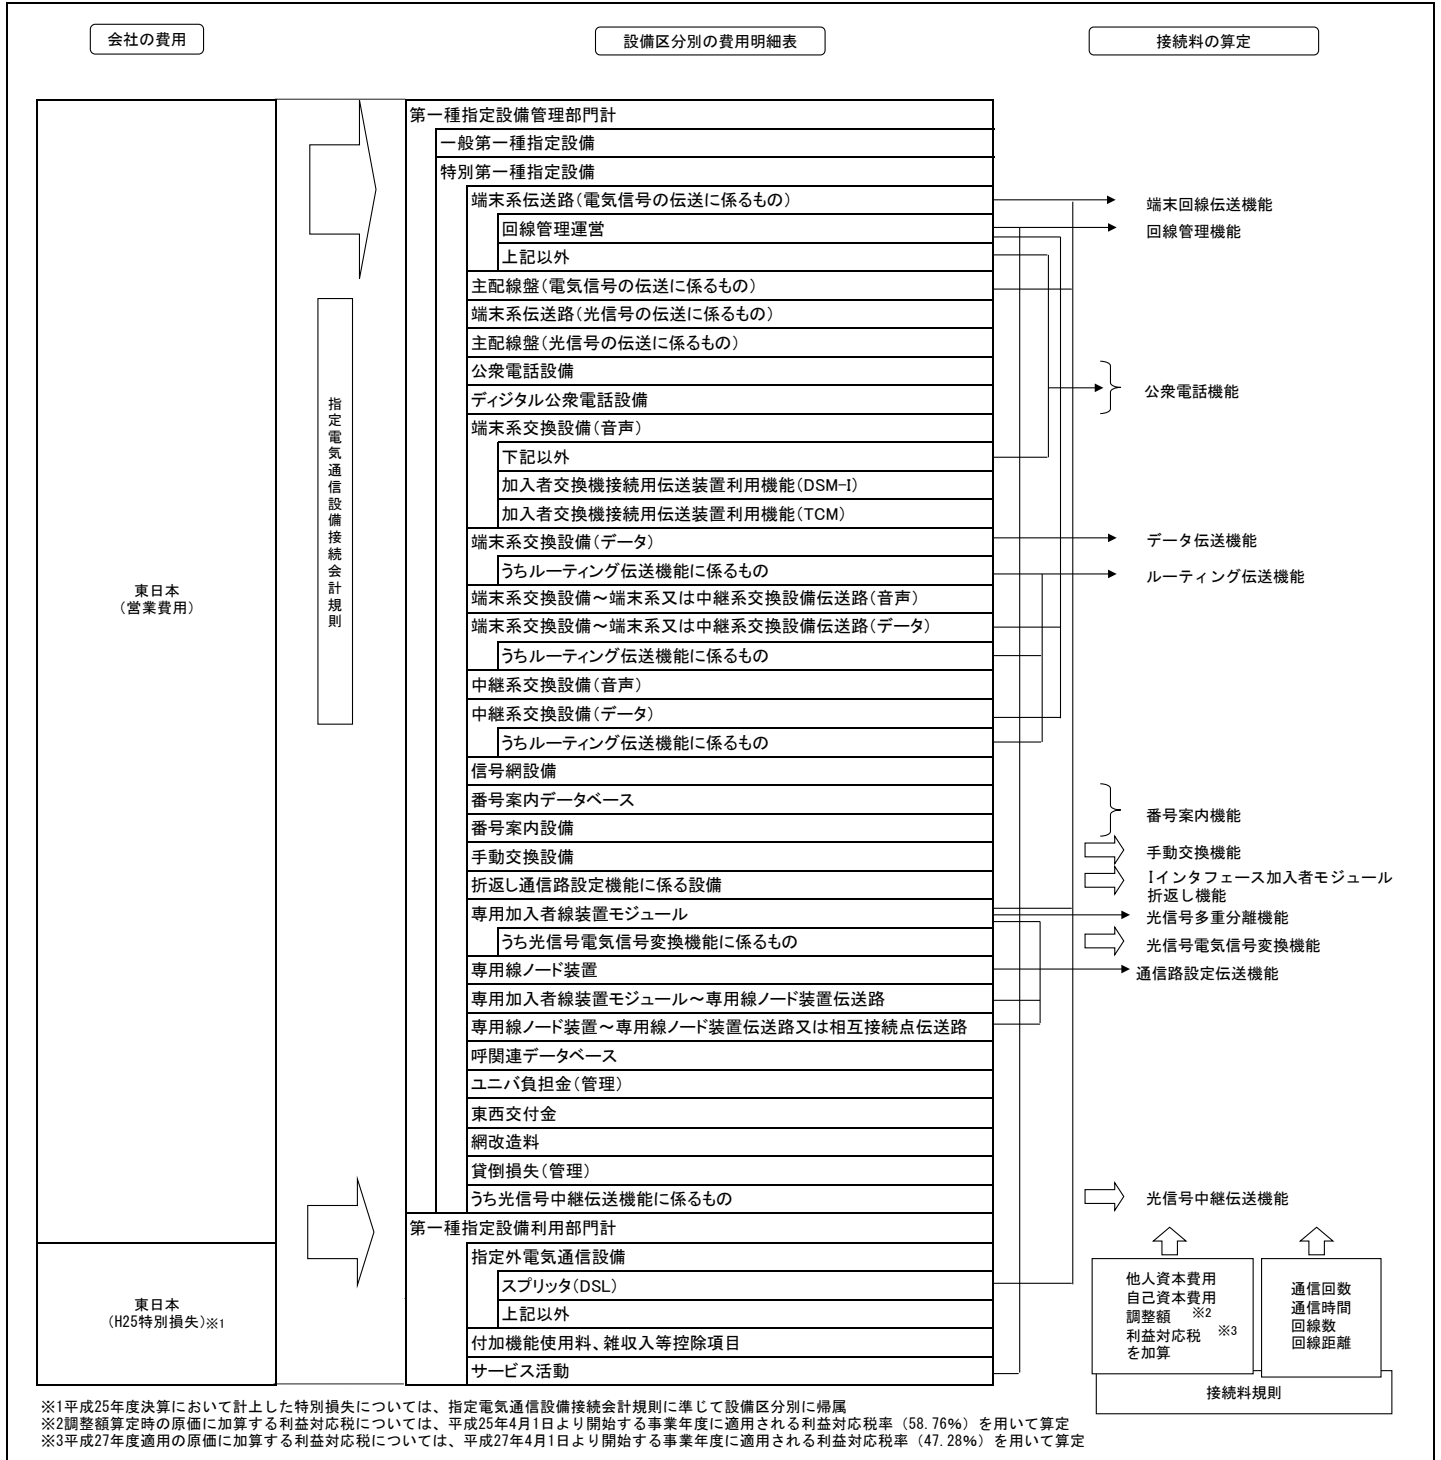 会社の費用
設備区分別の費用明細表
接続料の算定
東日本
(営業費用)
東日本
(H25特別損失)※1
指定電気通信設備接続会計規則
第一種指定設備管理部門計
一般第一種指定設備
特別第一種指定設備
端末系伝送路(電気信号の伝送に係るもの)
回線管理運営
上記以外
主配線盤(電気信号の伝送に係るもの)
端末系伝送路(光信号の伝送に係るもの)
主配線盤(光信号の伝送に係るもの)
公衆電話設備
ディジタル公衆電話設備
端末系交換設備(音声)
下記以外
加入者交換機接続用伝送装置利用機能(DSM-I)
加入者交換機接続用伝送装置利用機能(TCM)
端末系交換設備(データ)
うちルーティング伝送機能に係るもの
端末系交換設備~端末系又は中継系交換設備伝送路(音声)
端末系交換設備~端末系又は中継系交換設備伝送路(データ)
うちルーティング伝送機能に係るもの
中継系交換設備(音声)
中継系交換設備(データ)
うちルーティング伝送機能に係るもの
信号網設備
番号案内データベース
番号案内設備
手動交換設備
折返し通信路設定機能に係る設備
専用加入者線装置モジュール
うち光信号電気信号変換機能に係るもの
専用線ノード装置
専用加入者線装置モジュール~専用線ノード装置伝送路
専用線ノード装置~専用線ノード装置伝送路又は相互接続点伝送路
呼関連データベース
ユニバ負担金(管理)
東西交付金
網改造料
貸倒損失(管理)
うち光信号中継伝送機能に係るもの
第一種指定設備利用部門計
指定外電気通信設備
スプリッタ(DSL)
上記以外
付加機能使用料、雑収入等控除項目
サービス活動
端末回線伝送機能
回線管理機能
公衆電話機能
データ伝送機能
ルーティング伝送機能
番号案内機能
手動交換機能
Iインタフェース加入者モジュール
折返し機能
光信号多重分離機能
光信号電気信号変換機能
通信路設定伝送機能
光信号中継伝送機能
他人資本費用
自己資本費用
調整額 ※2
利益対応税 ※3
を加算
通信回数
通信時間
回線数
回線距離
接続料規則
※1平成25年度決算において計上した特別損失については、指定電気通信設備接続会計規則に準じて設備区分別に帰属
※2調整額算定時の原価に加算する利益対応税については、平成25年4月1日より開始する事業年度に適用される利益対応税率(58.76%)を用いて算定
※3平成27年度適用の原価に加算する利益対応税については、平成27年4月1日より開始する事業年度に適用される利益対応税率(47.28%)を用いて算定